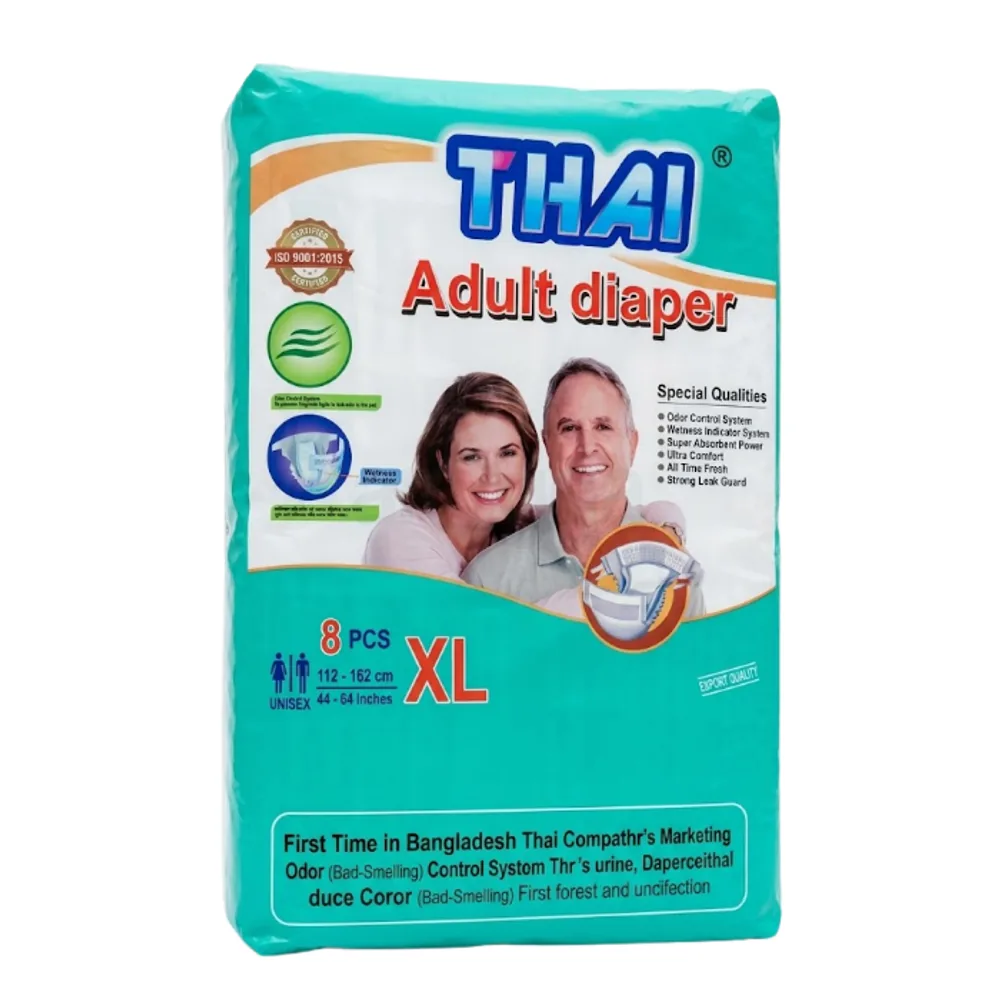 THAI ®
Adult diaper
CERTIFIED
ISO 9001:2015
CERTIFIED
Wetness
Indicator
Special Qualities
Odor Control System
Wetness Indicator System
Super Absorbent Power
Ultra Comfort
All Time Fresh
Strong Leak Guard
8 PCS
112 - 162 cm
44 - 64 Inches
UNISEX
XL
EXPORT QUALITY
First Time in Bangladesh Thai Compathr's Marketing
Odor (Bad-Smelling) Control Systom Thr's urine, Daperceithal
duce Coror (Bad-Smelling) First forest and uncifection